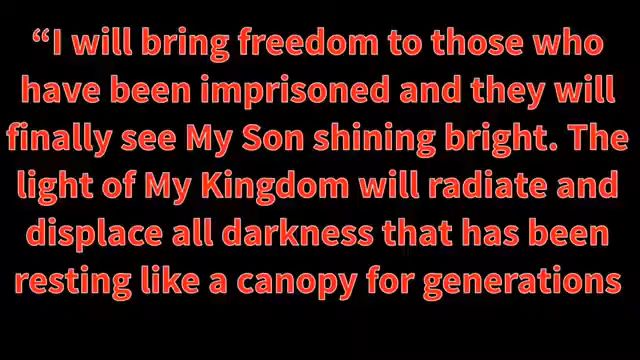 “I will bring freedom to those who
have been imprisoned and they will
finally see My Son shining bright. The
light of My Kingdom will radiate and
displace all darkness that has been
resting like a canopy for generations